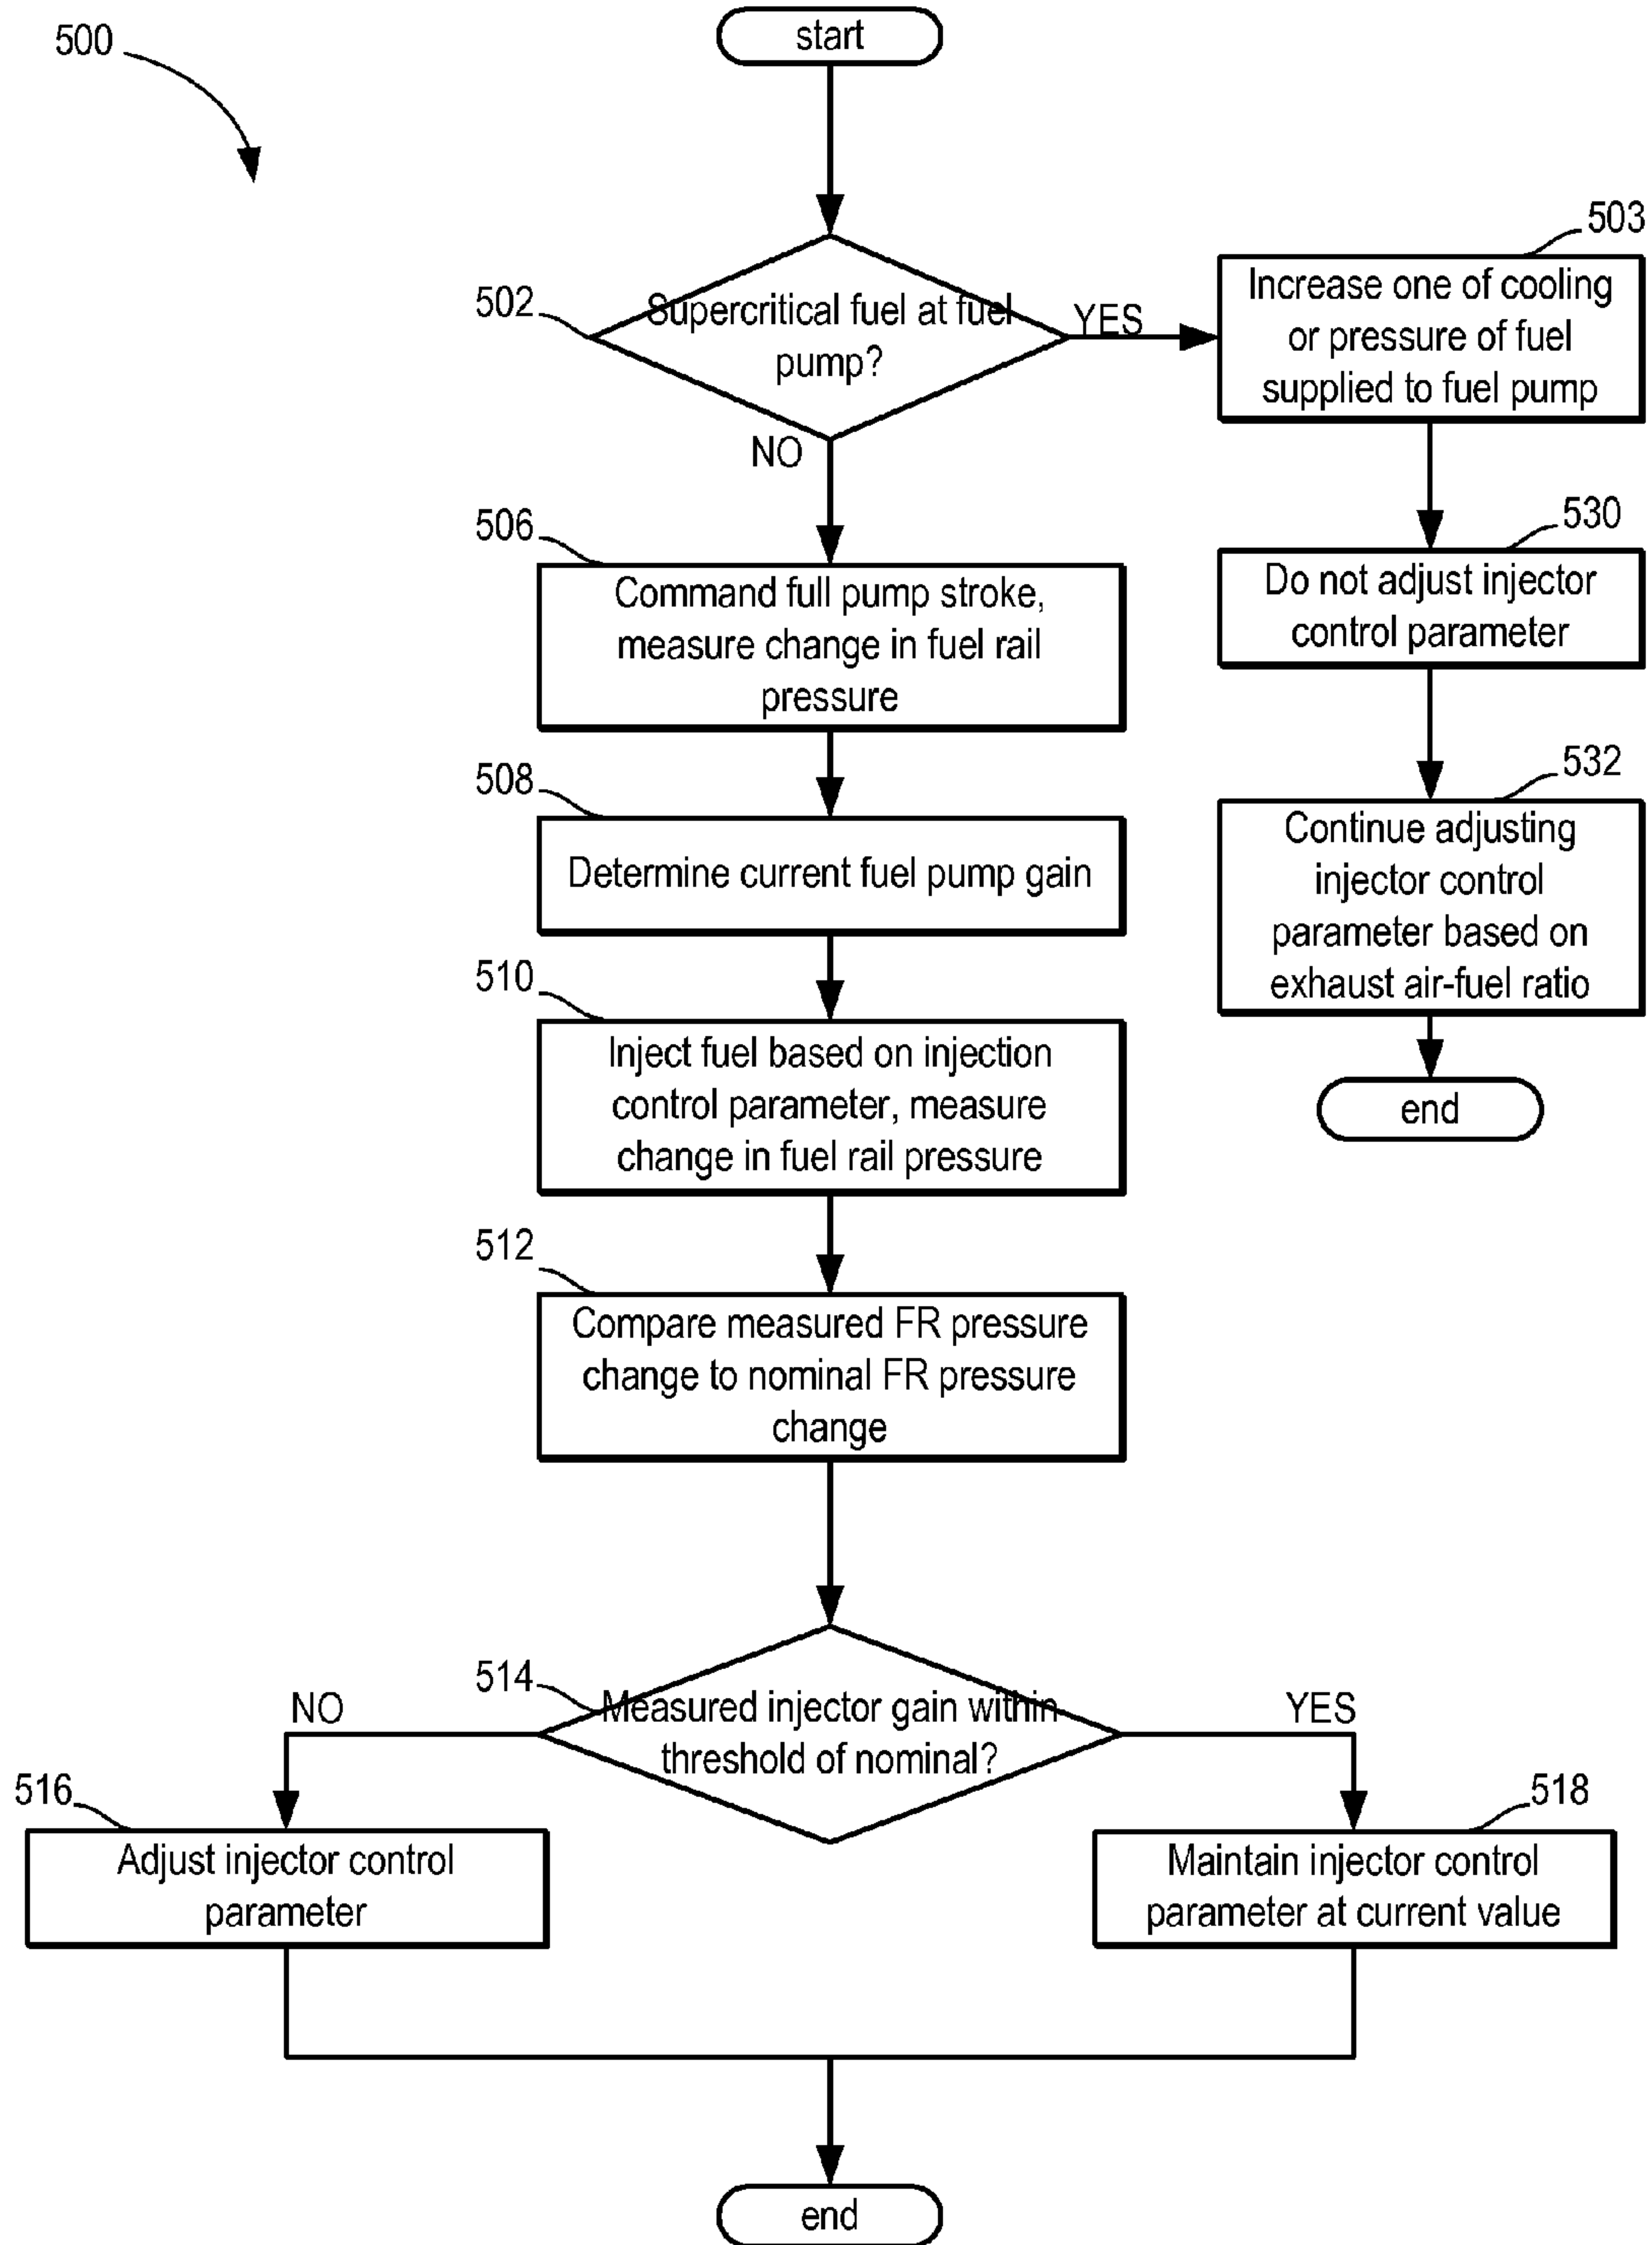 500
start
502
Supercritical fuel at fuel
pump?
YES
NO
503
Increase one of cooling
or pressure of fuel
supplied to fuel pump
530
Do not adjust injector
control parameter
532
Continue adjusting
injector control
parameter based on
exhaust air-fuel ratio
end
506
Command full pump stroke,
measure change in fuel rail
pressure
508
Determine current fuel pump gain
510
Inject fuel based on injection
control parameter, measure
change in fuel rail pressure
512
Compare measured FR pressure
change to nominal FR pressure
change
514
Measured injector gain within
threshold of nominal?
NO
YES
516
Adjust injector control
parameter
518
Maintain injector control
parameter at current value
end